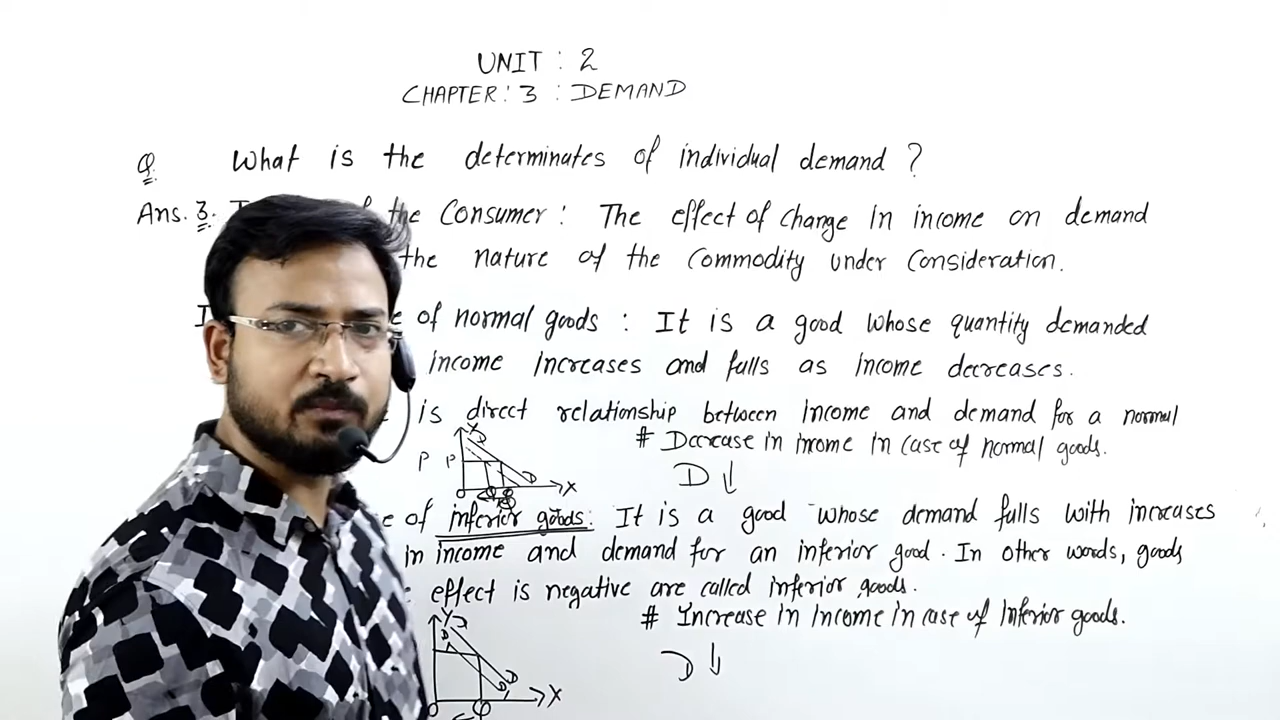 UNIT : 2
CHAPTER : 3 : DEMAND
Q. What is the determinates of individual demand ?
Ans. 3. the Consumer : The effect of change in income on demand
the nature of the commodity under consideration.
of normal goods : It is a good whose quantity demanded
income increases and falls as income decreases.
is direct relationship between income and demand for a normal
# Decrease in income in case of normal goods.
D ↓
Y
D
P P
D
O Q Q X
of inferior goods : It is a good whose demand falls with increases
in income and demand for an inferior good. In other words, goods
effect is negative are called inferior goods.
# Increase in income in case of inferior goods.
D ↓
Y D
D
D
O Q X